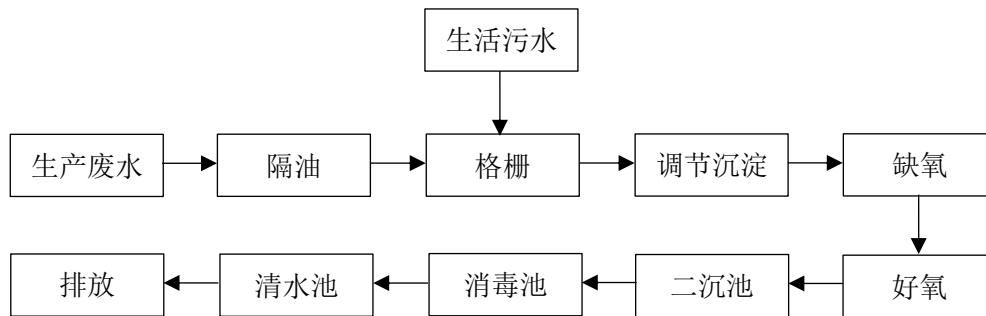 生活污水
生产废水
隔油
格栅
调节沉淀
缺氧
排放
清水池
消毒池
二沉池
好氧